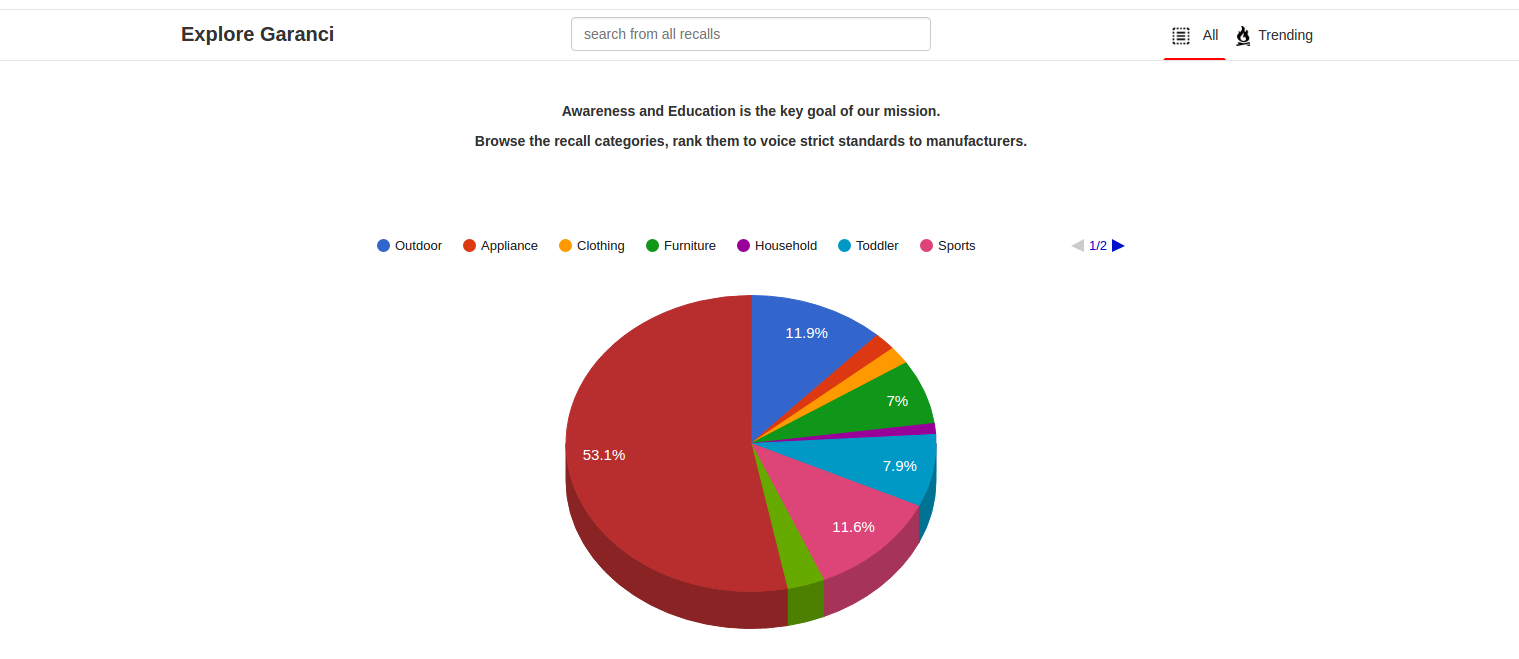 Explore Garanci
search from all recalls
All
Trending
Awareness and Education is the key goal of our mission.
Browse the recall categories, rank them to voice strict standards to manufacturers.
Outdoor Appliance Clothing Furniture Household Toddler Sports 1/2
11.9%
7%
53.1%
7.9%
11.6%